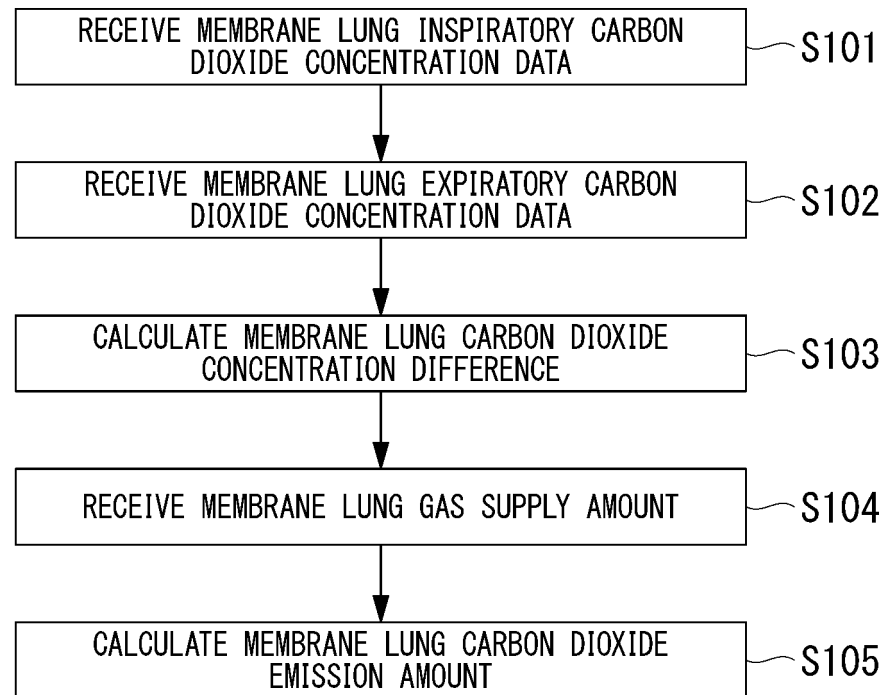 RECEIVE MEMBRANE LUNG INSPIRATORY CARBON
DIOXIDE CONCENTRATION DATA
S101
RECEIVE MEMBRANE LUNG EXPIRATORY CARBON
DIOXIDE CONCENTRATION DATA
S102
CALCULATE MEMBRANE LUNG CARBON DIOXIDE
CONCENTRATION DIFFERENCE
S103
RECEIVE MEMBRANE LUNG GAS SUPPLY AMOUNT
S104
CALCULATE MEMBRANE LUNG CARBON DIOXIDE
EMISSION AMOUNT
S105